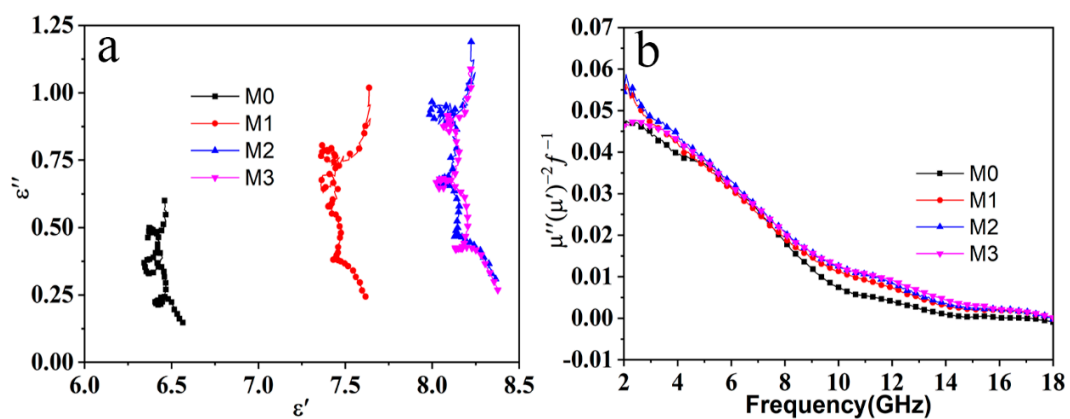 a
M0
M1
M2
M3
ε″
1.25
1.00
0.75
0.50
0.25
0.00
6.0 6.5 7.0 7.5 8.0 8.5
ε′
b
M0
M1
M2
M3
μ″(μ′)⁻²f⁻¹
0.07
0.06
0.05
0.04
0.03
0.02
0.01
0.00
-0.01
2 4 6 8 10 12 14 16 18
Frequency(GHz)